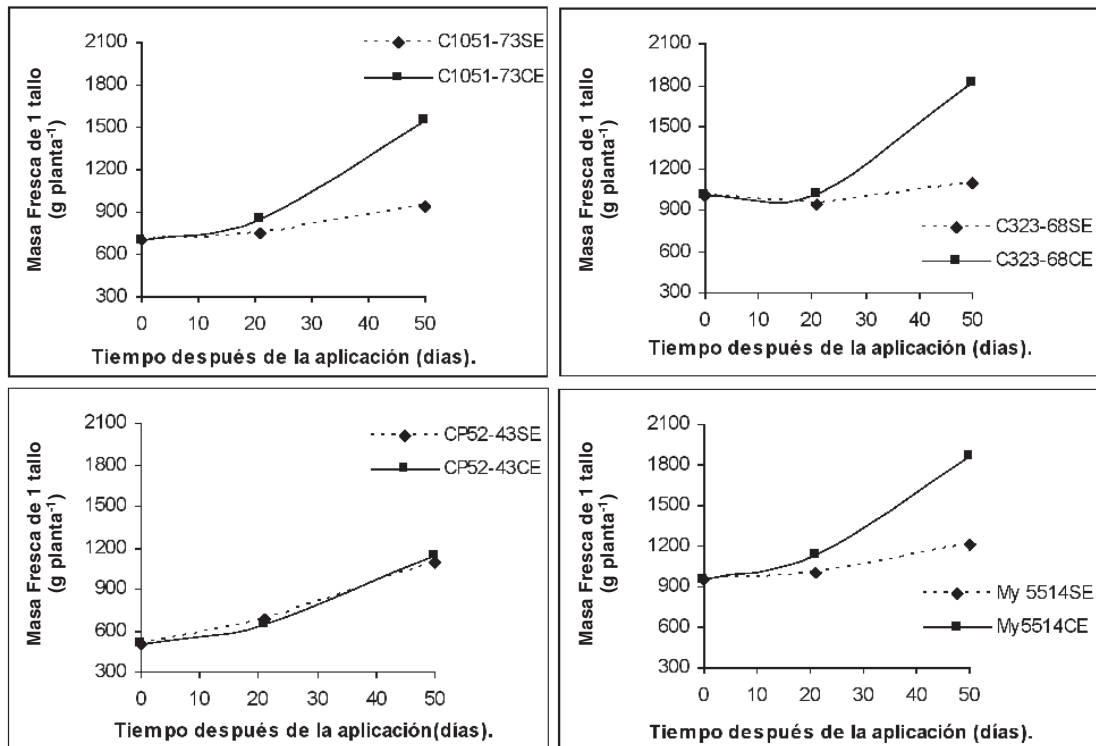 Masa Fresca de 1 tallo
(g planta⁻¹)
2100
1800
1500
1200
900
600
300
C1051-73SE
C1051-73CE
0 10 20 30 40 50
Tiempo después de la aplicación (días).
Masa Fresca de 1 tallo
(g planta⁻¹)
2100
1800
1500
1200
900
600
300
C323-68SE
C323-68CE
0 10 20 30 40 50
Tiempo después de la aplicación (días).
Masa Fresca de 1 tallo
(g planta⁻¹)
2100
1800
1500
1200
900
600
300
CP52-43SE
CP52-43CE
0 10 20 30 40 50
Tiempo después de la aplicación(días).
Masa Fresca de 1 tallo
(g planta⁻¹)
2100
1800
1500
1200
900
600
300
My 5514SE
My5514CE
0 10 20 30 40 50
Tiempo después de la aplicación (días).